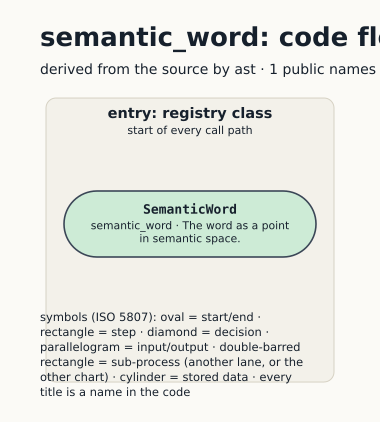 semantic_word: code fl
derived from the source by ast · 1 public names
entry: registry class
start of every call path
SemanticWord
semantic_word · The word as a point
in semantic space.
symbols (ISO 5807): oval = start/end ·
rectangle = step · diamond = decision ·
parallelogram = input/output · double-barred
rectangle = sub-process (another lane, or the
other chart) · cylinder = stored data · every
title is a name in the code